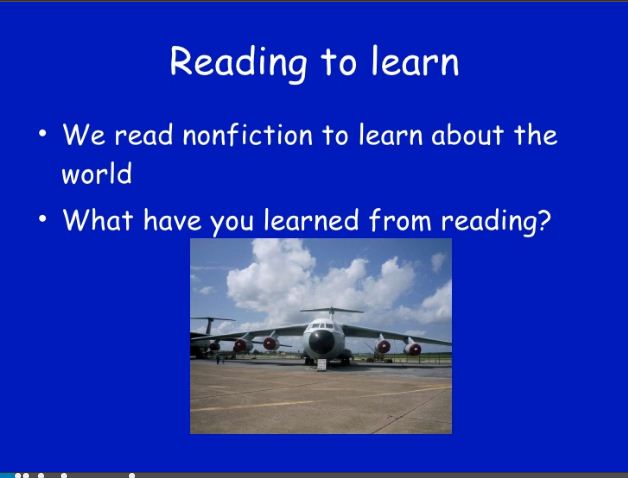 Reading to learn
• We read nonfiction to learn about the
world
• What have you learned from reading?